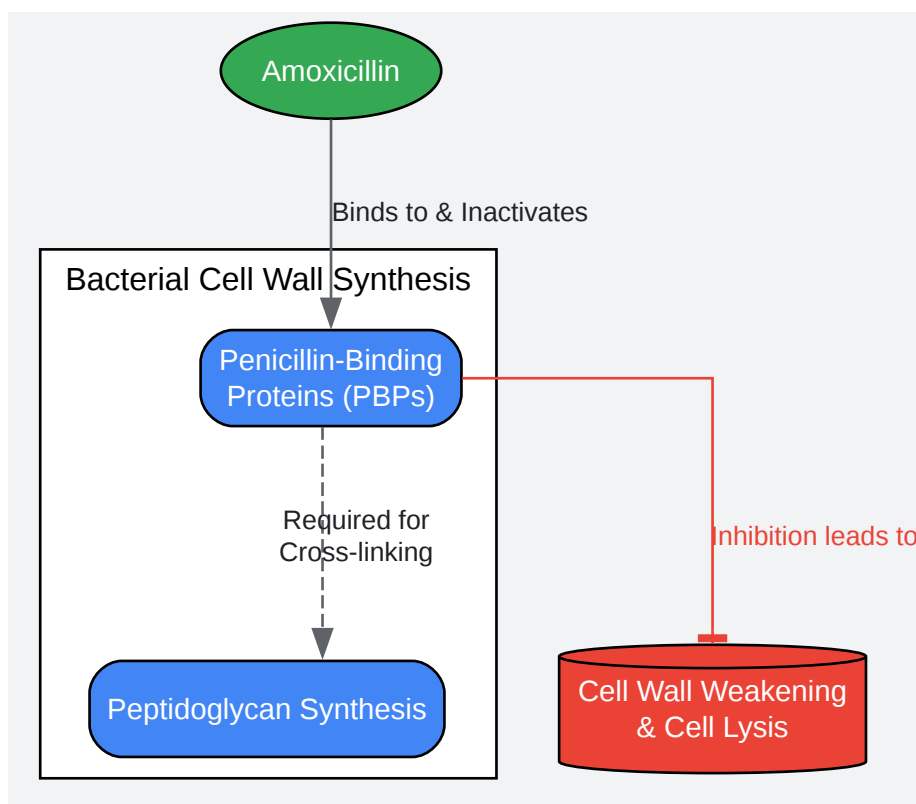 Amoxicillin
Binds to & Inactivates
Bacterial Cell Wall Synthesis
Penicillin-Binding
Proteins (PBPs)
Required for
Cross-linking
Inhibition leads to
Peptidoglycan Synthesis
Cell Wall Weakening
& Cell Lysis